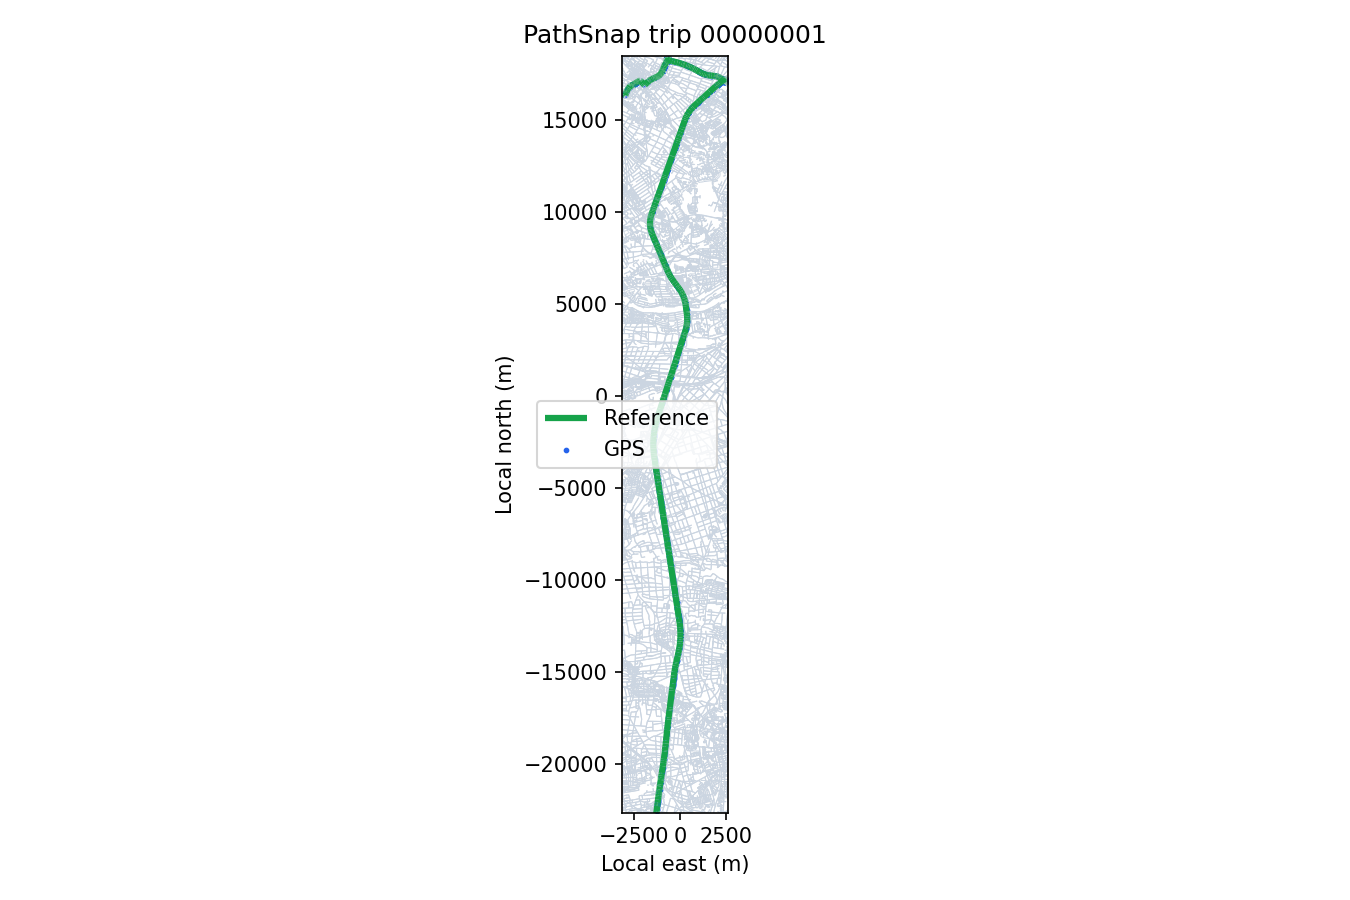 PathSnap trip 00000001
15000
10000
5000
0
−5000
−10000
−15000
−20000
Local north (m)
Reference
GPS
−2500 0 2500
Local east (m)